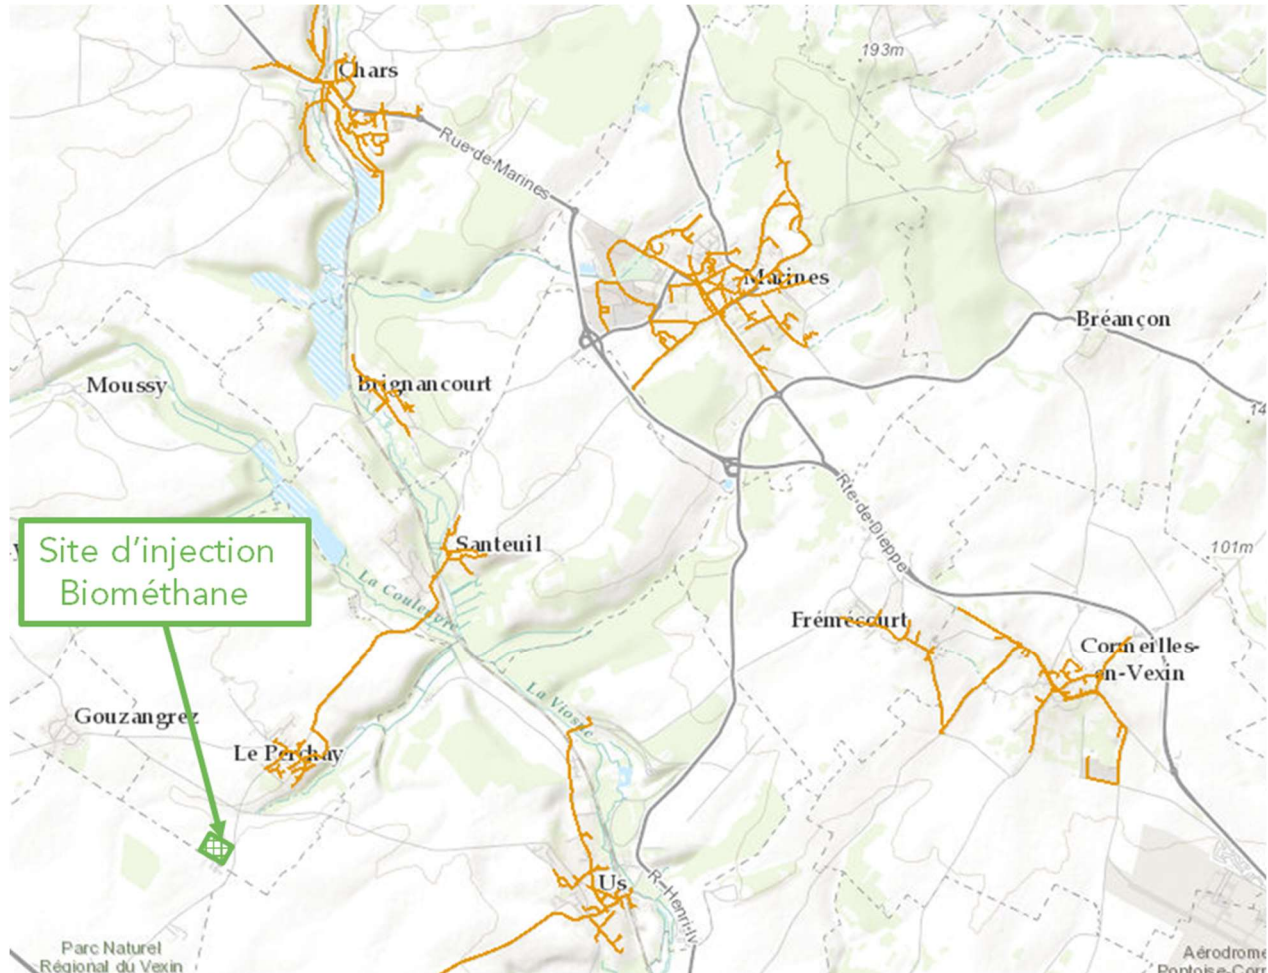 193m
Chars
Rue-de-Marines
Marines
Bréançon
Moussy
Brignancourt
14
Site d'injection
Biométhane
Santeuil
Rte-de-Dieppe
101m
La Couleuvre
Frémécourt
Cormeilles-
en-Vexin
La Viosne
Gouzangrez
Le Perchay
Us
R-Henri-IV
Parc Naturel
Régional du Vexin
Aérodrome
Pontoise-Corm